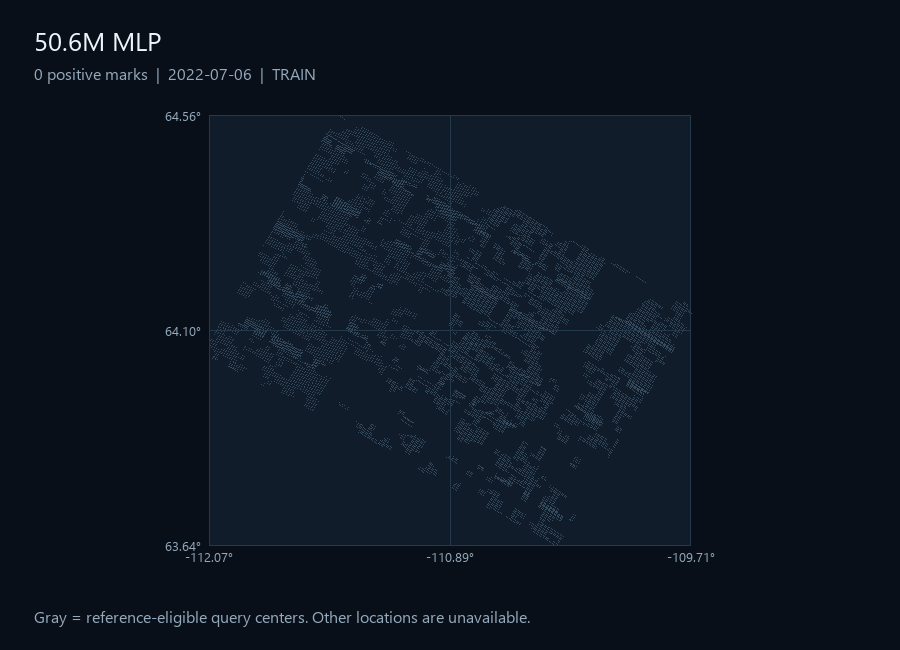 50.6M MLP
0 positive marks | 2022-07-06 | TRAIN
64.56°
64.10°
63.64°
-112.07°
-110.89°
-109.71°
Gray = reference-eligible query centers. Other locations are unavailable.